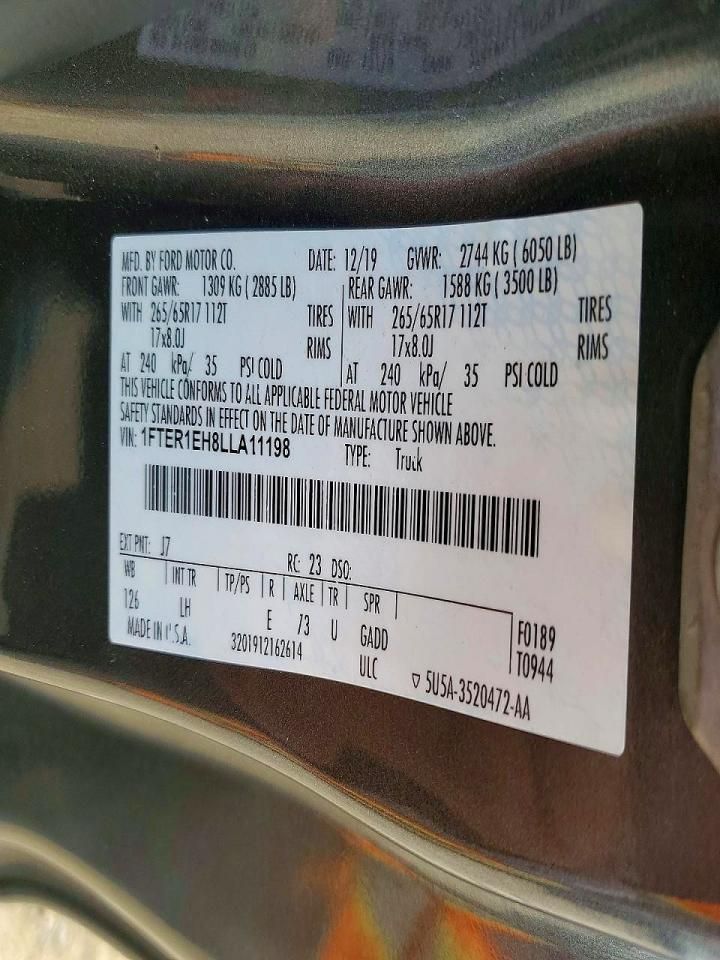 MFD. BY FORD MOTOR CO. DATE: 12/19 GVWR: 2744 KG ( 6050 LB)
FRONT GAWR: 1309 KG ( 2885 LB) REAR GAWR: 1588 KG ( 3500 LB)
WITH 265/65R17 112T TIRES WITH 265/65R17 112T TIRES
17x8.0J RIMS 17x8.0J RIMS
AT 240 kPa/ 35 PSI COLD AT 240 kPa/ 35 PSI COLD
THIS VEHICLE CONFORMS TO ALL APPLICABLE FEDERAL MOTOR VEHICLE
SAFETY STANDARDS IN EFFECT ON THE DATE OF MANUFACTURE SHOWN ABOVE.
VIN: 1FTER1EH8LLA11198 TYPE: Truck
EXT PNT: J7 RC: 23 DSO:
WB INT TR TP/PS R AXLE TR SPR
126 LH E /3 U GADD F0189
MADE IN U.S.A. 3201912162614 ULC T0944
5U5A-3520472-AA